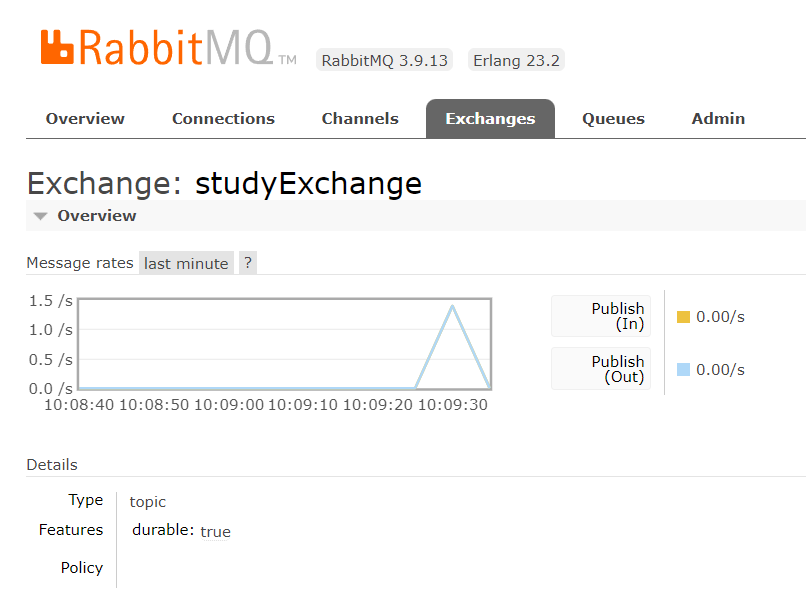 RabbitMQ TM RabbitMQ 3.9.13 Erlang 23.2
Overview Connections Channels Exchanges Queues Admin
Exchange: studyExchange
Overview
Message rates last minute ?
1.5 /s
1.0 /s
0.5 /s
0.0 /s
10:08:40 10:08:50 10:09:00 10:09:10 10:09:20 10:09:30
Publish
(In)
0.00/s
Publish
(Out)
0.00/s
Details
Type topic
Features durable: true
Policy